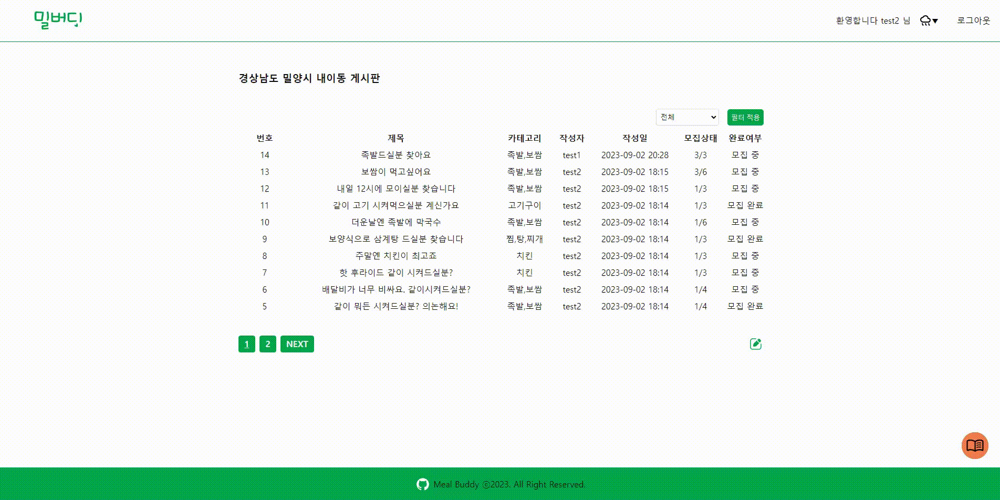 밀버디
환영합니다 test2 님 ▼ 로그아웃
경상남도 밀양시 내이동 게시판
전체 필터 적용
번호 제목 카테고리 작성자 작성일 모집상태 완료여부
14 족발드실분 찾아요 족발,보쌈 test1 2023-09-02 20:28 3/3 모집 중
13 보쌈이 먹고싶어요 족발,보쌈 test2 2023-09-02 18:15 3/6 모집 중
12 내일 12시에 모이실분 찾습니다 족발,보쌈 test2 2023-09-02 18:15 1/3 모집 중
11 같이 고기 시켜먹으실분 계신가요 고기구이 test2 2023-09-02 18:14 1/3 모집 완료
10 더운날엔 족발에 막국수 족발,보쌈 test2 2023-09-02 18:14 1/6 모집 중
9 보양식으로 삼계탕 드실분 찾습니다 찜,탕,찌개 test2 2023-09-02 18:14 1/3 모집 완료
8 주말엔 치킨이 최고죠 치킨 test2 2023-09-02 18:14 1/3 모집 중
7 핫 후라이드 같이 시켜드실분? 치킨 test2 2023-09-02 18:14 1/3 모집 중
6 배달비가 너무 비싸요. 같이시켜드실분? 족발,보쌈 test2 2023-09-02 18:14 1/4 모집 중
5 같이 뭐든 시켜드실분? 의논해요! 족발,보쌈 test2 2023-09-02 18:14 1/4 모집 완료
1 2 NEXT
Meal Buddy ⓒ2023. All Right Reserved.